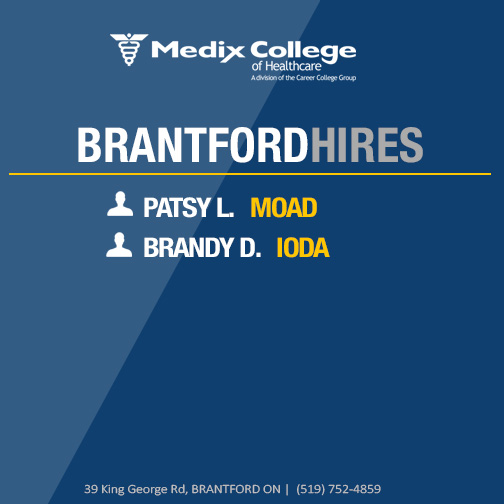 Medix College
of Healthcare
A division of the Career College Group
BRANTFORDHIRES
PATSY L. MOAD
BRANDY D. IODA
39 King George Rd, BRANTFORD ON | (519) 752-4859